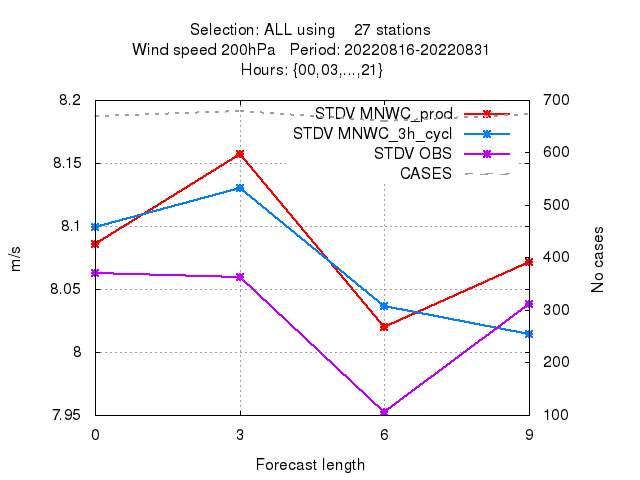 Selection: ALL using 27 stations
Wind speed 200hPa Period: 20220816-20220831
Hours: {00,03,...,21}
8.2
8.15
8.1
8.05
8
7.95
700
600
500
400
300
200
100
STDV MNWC_prod
STDV MNWC_3h_cycl
STDV OBS
CASES
m/s
No cases
0 3 6 9
Forecast length